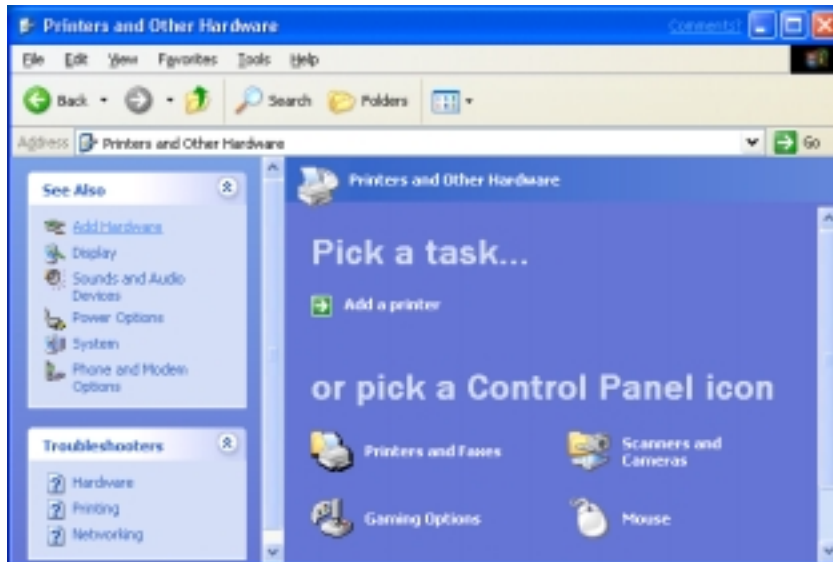 Printers and Other Hardware
Comments?
File Edit View Favorites Tools Help
Back Search Folders
Address Printers and Other Hardware Go
See Also
Add Hardware
Display
Sounds and Audio
Devices
Power Options
System
Phone and Modem
Options
Troubleshooters
Hardware
Printing
Networking
Printers and Other Hardware
Pick a task...
Add a printer
or pick a Control Panel icon
Printers and Faxes
Scanners and
Cameras
Gaming Options
Mouse